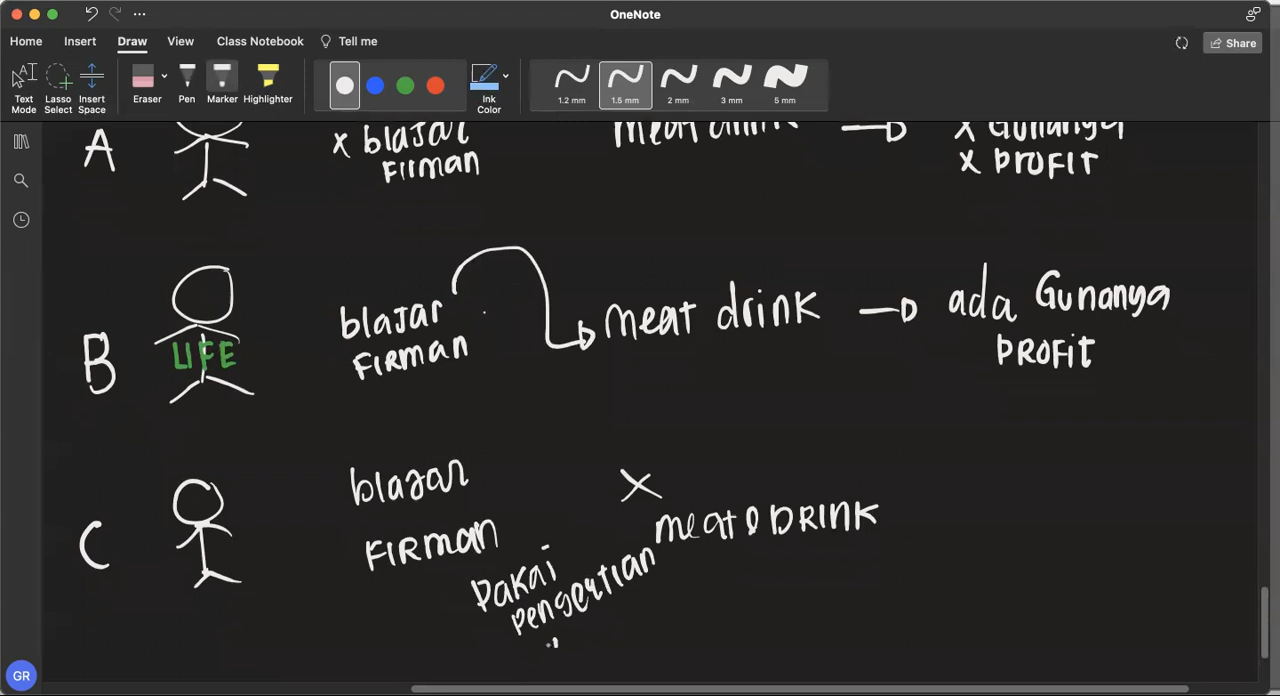 OneNote
Home Insert Draw View Class Notebook Tell me
Share
Text Mode
Lasso Select
Insert Space
Eraser
Pen
Marker
Highlighter
Ink Color
1.2 mm
1.5 mm
2 mm
3 mm
5 mm
A
x blajar
FIRMAN
meat drink
x Gunanya
x PROFIT
B
LIFE
blajar
FIRMAN
meat drink
ada Gunanya
PROFIT
C
blajar
FIRMAN
pakai
pengertian
X
meat & DRINK
GR